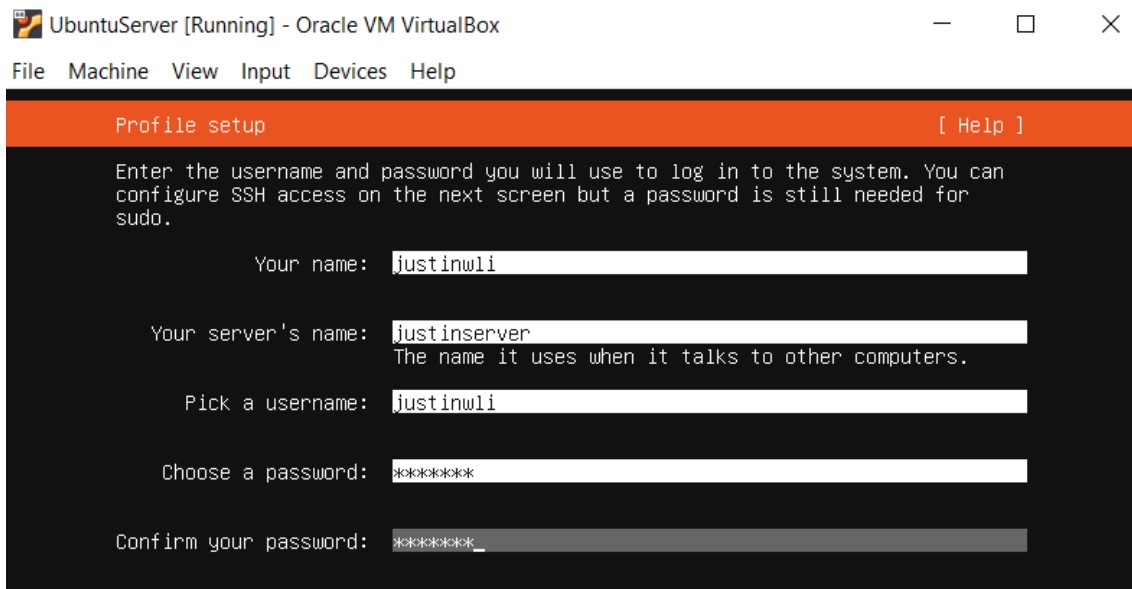 UbuntuServer [Running] - Oracle VM VirtualBox
File Machine View Input Devices Help
Profile setup [ Help ]
Enter the username and password you will use to log in to the system. You can
configure SSH access on the next screen but a password is still needed for
sudo.
Your name: justinwli
Your server's name: justinserver
The name it uses when it talks to other computers.
Pick a username: justinwli
Choose a password: *******
Confirm your password: *******_